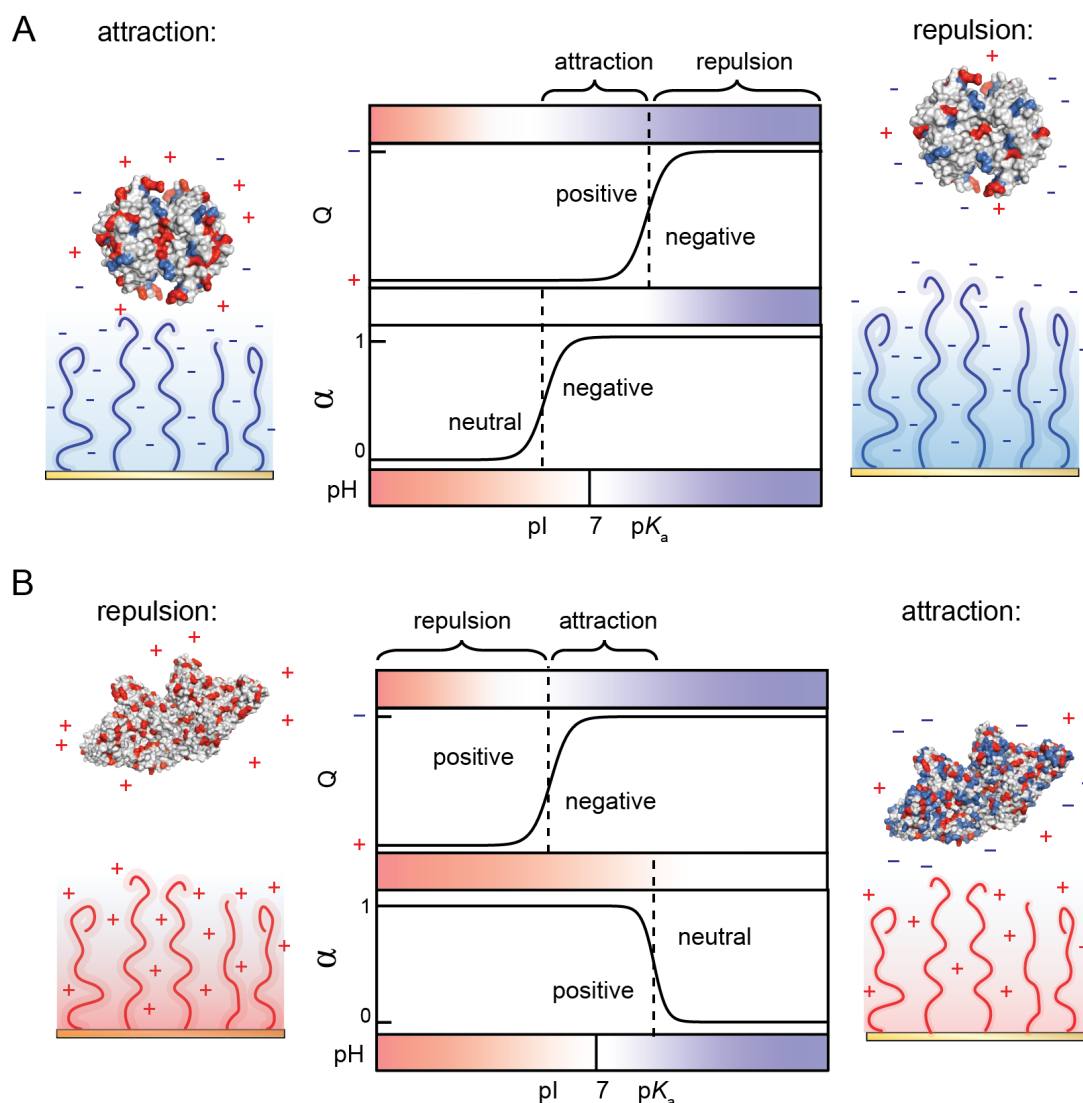 A
attraction:
repulsion:
attraction
repulsion
Q
−
+
positive
negative
α
1
0
neutral
negative
pH
pI
7
pKa
B
repulsion:
attraction:
repulsion
attraction
Q
−
+
positive
negative
α
1
0
neutral
positive
pH
pI
7
pKa